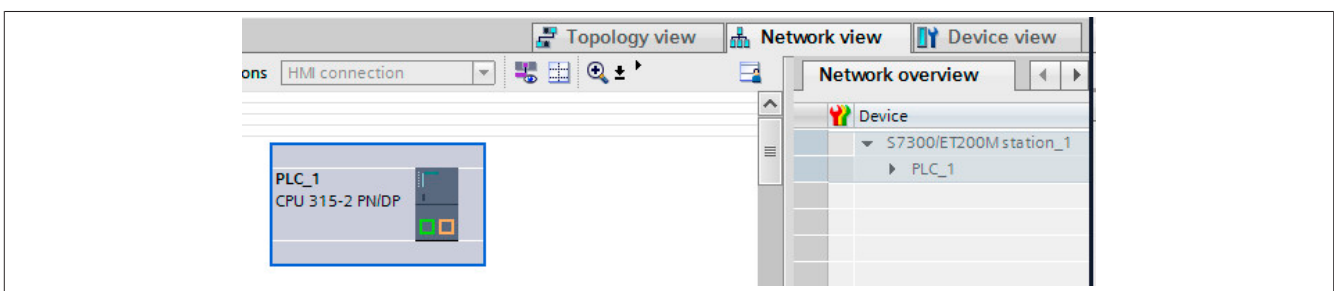 Topology view Network view Device view
ons HMI connection Network overview
Device
S7300/ET200M station_1
PLC_1
PLC_1
CPU 315-2 PN/DP